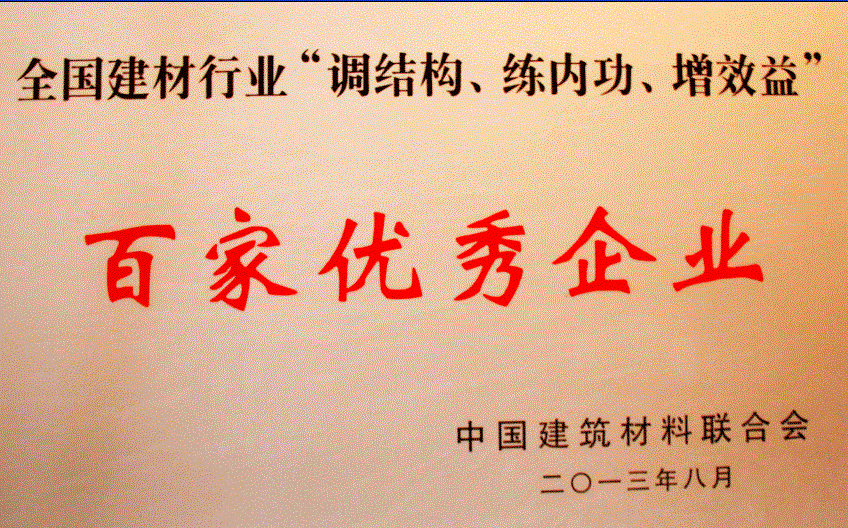 全国建材行业“调结构、练内功、增效益”
百家优秀企业
中国建筑材料联合会
二〇一三年八月